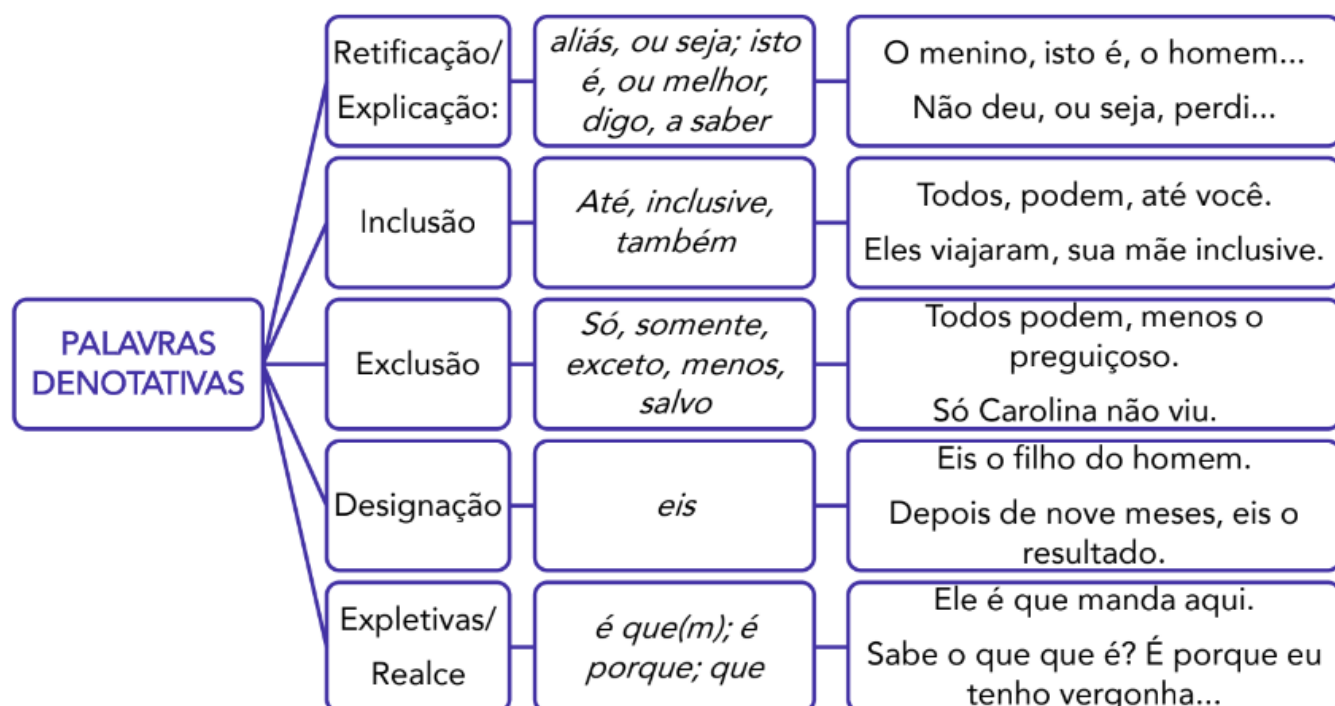 PALAVRAS
DENOTATIVAS
Retificação/
Explicação:
aliás, ou seja; isto
é, ou melhor,
digo, a saber
O menino, isto é, o homem...
Não deu, ou seja, perdi...
Inclusão
Até, inclusive,
também
Todos, podem, até você.
Eles viajaram, sua mãe inclusive.
Exclusão
Só, somente,
exceto, menos,
salvo
Todos podem, menos o
preguiçoso.
Só Carolina não viu.
Designação
eis
Eis o filho do homem.
Depois de nove meses, eis o
resultado.
Expletivas/
Realce
é que(m); é
porque; que
Ele é que manda aqui.
Sabe o que que é? É porque eu
tenho vergonha...